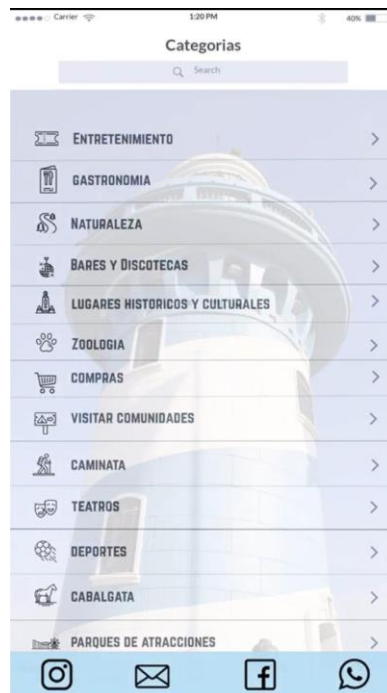 Carrier 1:20 PM 40%
Categorias
Search
ENTRETENIMIENTO
GASTRONOMIA
NATURALEZA
BARES Y DISCOTECAS
LUGARES HISTORICOS Y CULTURALES
ZOOLOGIA
COMPRAS
VISITAR COMUNIDADES
CAMINATA
TEATROS
DEPORTES
CABALGATA
PARQUES DE ATRACCIONES